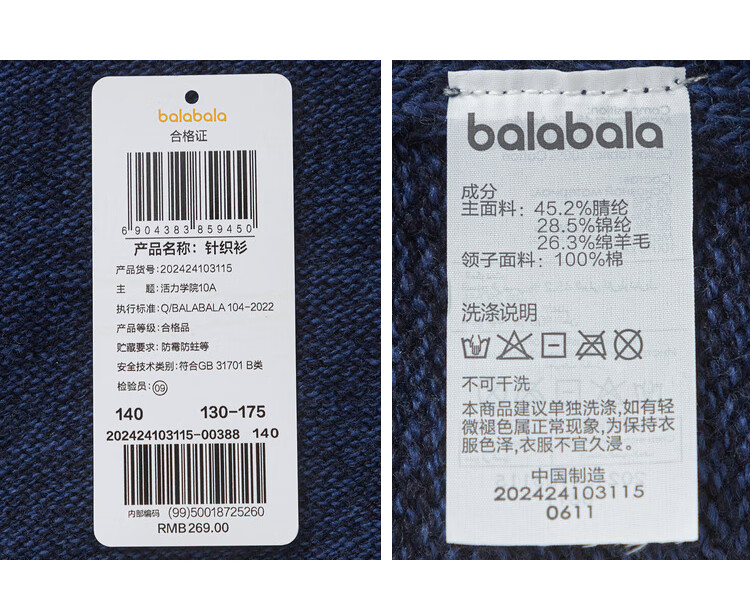 balabala
合格证
6 904383 859450
产品名称：针织衫
产品货号：202424103115
主 题：活力学院10A
执行标准：Q/BALABALA 104-2022
产品等级：合格品
贮藏要求：防霉防蛀等
安全技术类别：符合GB 31701 B类
检验员：09
140 130-175
202424103115-00388 140
内部编码 (99)50018725260
RMB269.00
balabala
成分
主面料：45.2%腈纶
28.5%锦纶
26.3%绵羊毛
领子面料：100%棉
洗涤说明
不可干洗
本商品建议单独洗涤,如有轻
微褪色属正常现象,为保持衣
服色泽,衣服不宜久浸。
中国制造
202424103115
0611